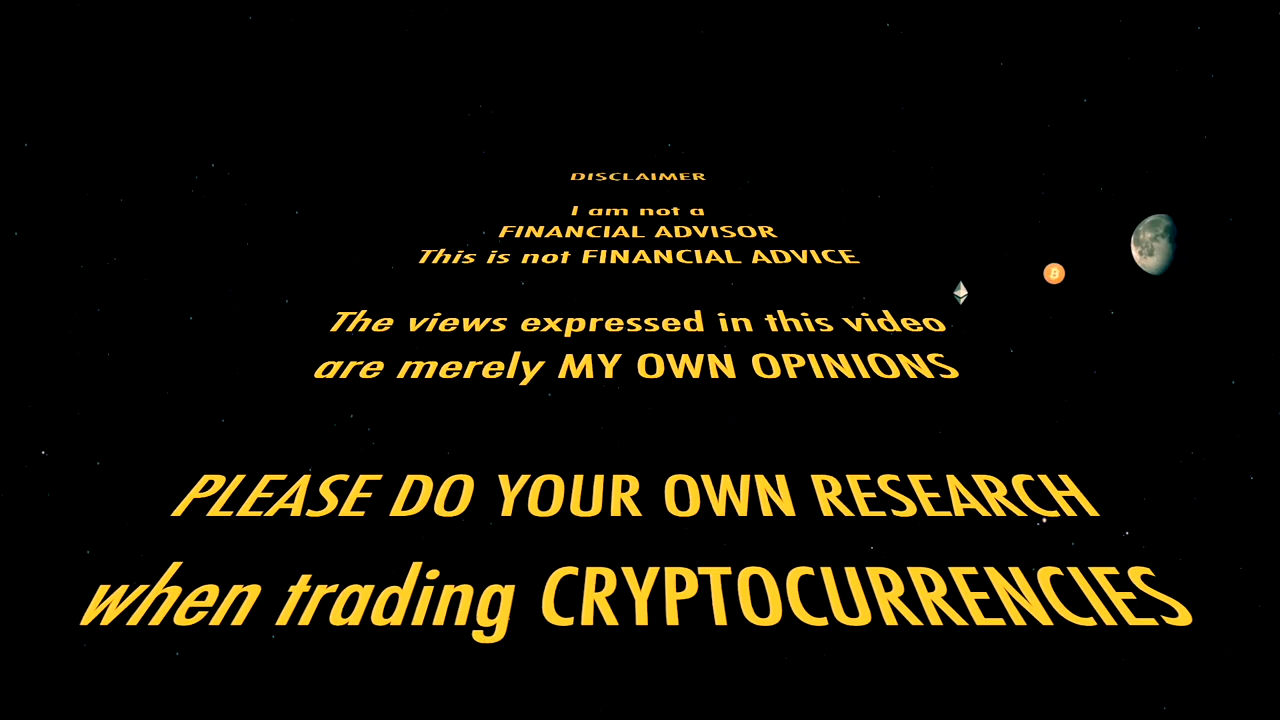 DISCLAIMER
I am not a
FINANCIAL ADVISOR
This is not FINANCIAL ADVICE
The views expressed in this video
are merely MY OWN OPINIONS
PLEASE DO YOUR OWN RESEARCH
when trading CRYPTOCURRENCIES